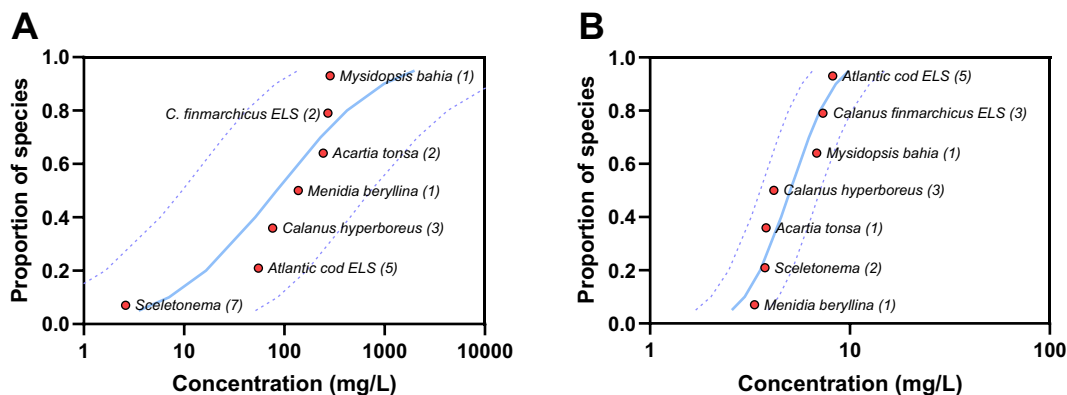 A
Proportion of species
1.0
0.8
0.6
0.4
0.2
0.0
Mysidopsis bahia (1)
C. finmarchicus ELS (2)
Acartia tonsa (2)
Menidia beryllina (1)
Calanus hyperboreus (3)
Atlantic cod ELS (5)
Sceletonema (7)
1 10 100 1000 10000
Concentration (mg/L)
B
Proportion of species
1.0
0.8
0.6
0.4
0.2
0.0
Atlantic cod ELS (5)
Calanus finmarchicus ELS (3)
Mysidopsis bahia (1)
Calanus hyperboreus (3)
Acartia tonsa (1)
Sceletonema (2)
Menidia beryllina (1)
1 10 100
Concentration (mg/L)